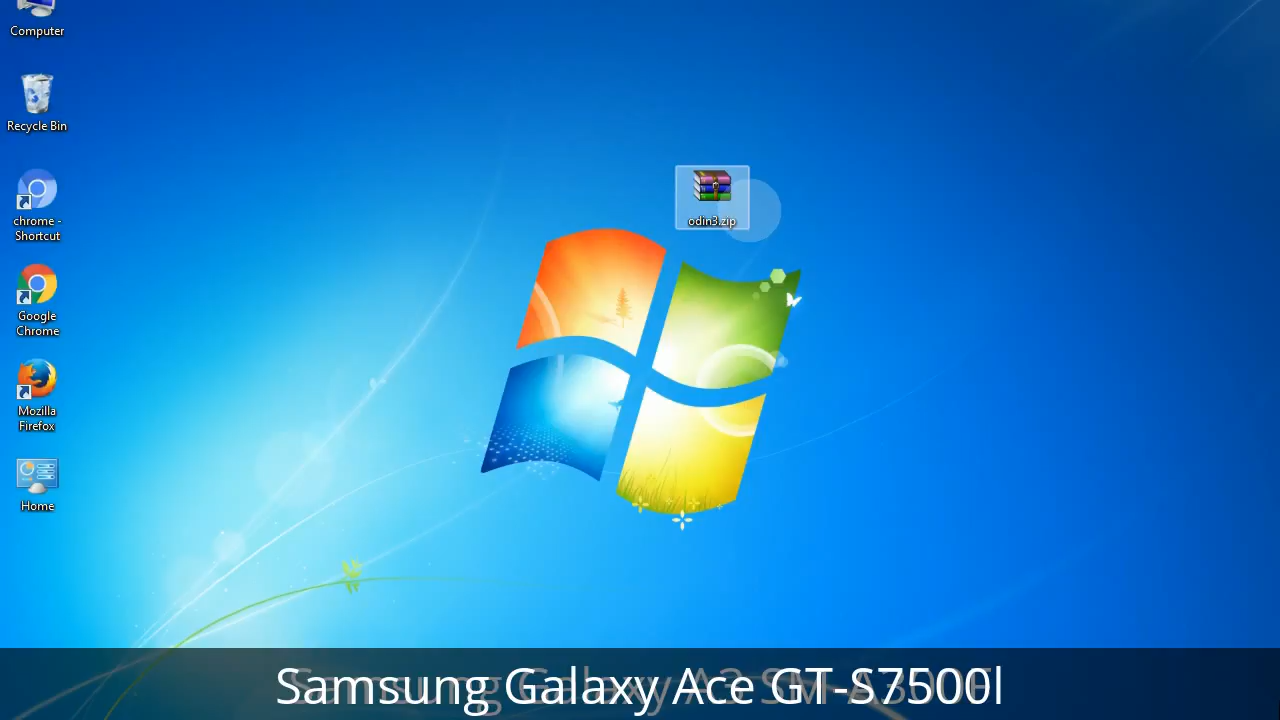 Computer
Recycle Bin
chrome -
Shortcut
Google
Chrome
Mozilla
Firefox
Home
odin3.zip
Samsung Galaxy Ace GT-S7500l